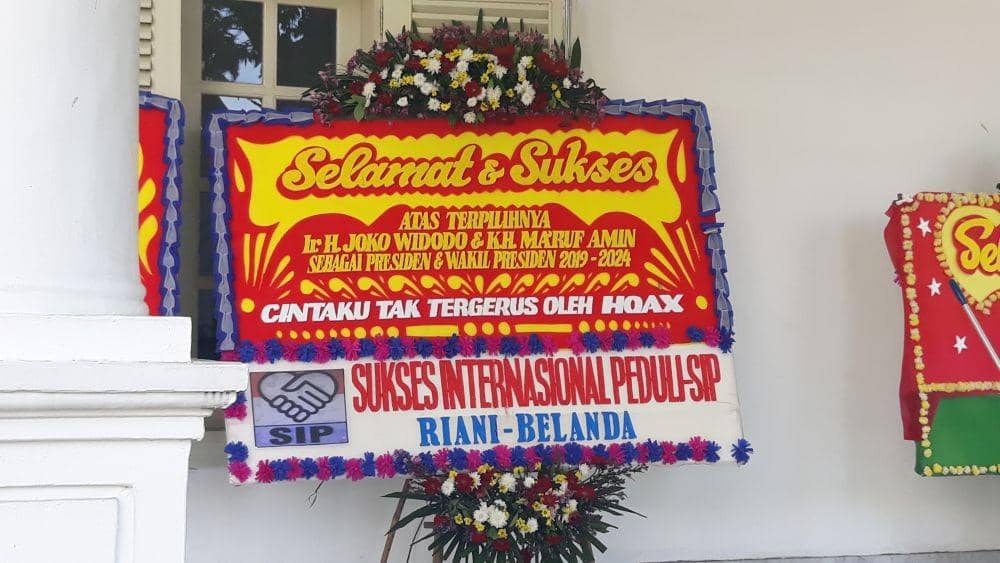 Selamat & Sukses
ATAS TERPILIHNYA
Ir. H. JOKO WIDODO & K.H. MA'RUF AMIN
SEBAGAI PRESIDEN & WAKIL PRESIDEN 2019 - 2024
CINTAKU TAK TERGERUS OLEH HOAX
SUKSES INTERNASIONAL PEDULI-SIP
SIP
RIANI - BELANDA
Se